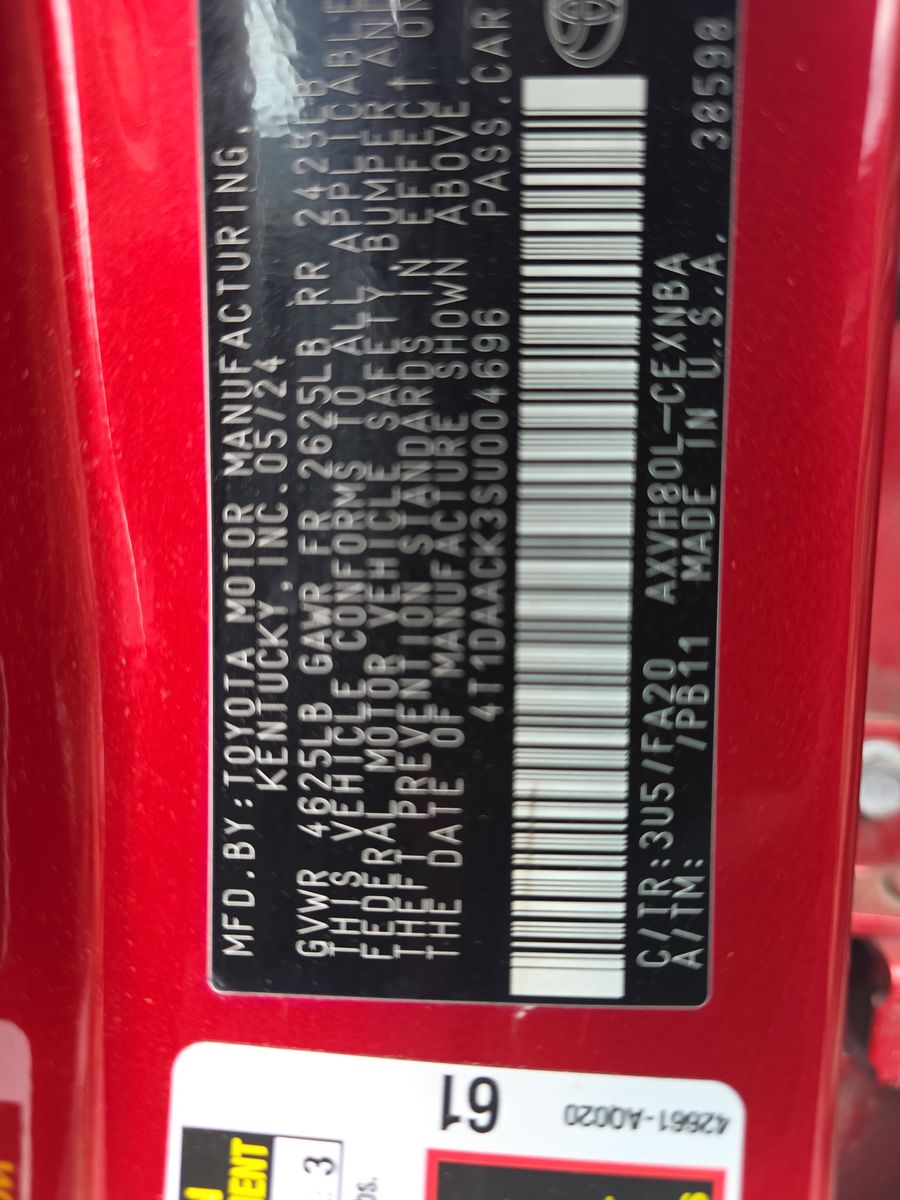 MFD.BY:TOYOTA MOTOR MANUFACTURING,
KENTUCKY,INC.05/24
GVWR 4625LB GAWR FR 2625LB RR 2425LB
THIS VEHICLE CONFORMS TO ALL APPLICABLE
FEDERAL MOTOR VEHICLE SAFETY BUMPER AND
THEFT PREVENTION STANDARDS IN EFFECT ON
THE DATE OF MANUFACTURE SHOWN ABOVE.
4T1DAACK3SU004696 PASS.CAR
C/TR:3U5/FA20 AXVH80L-CEXNBA
A/TM: /PB11 MADE IN U.S.A. 38598
61
42661-AQ020
3